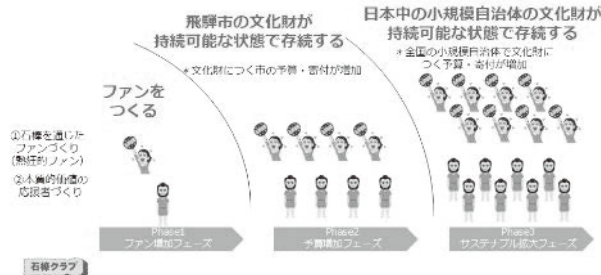 飛騨市の文化財が
持続可能な状態で存続する
＊文化財につく市の予算・寄付が増加
日本中の小規模自治体の文化財が
持続可能な状態で存続する
＊全国の小規模自治体で文化財に
つく予算・寄付が増加
ファンを
つくる
①石棒を通じた
ファンづくり
(熱狂的ファン)
②本質的価値の
応援者づくり
Phase1
ファン増加フェーズ
Phase2
予算増加フェーズ
Phase3
サステナブル拡大フェーズ
石棒クラブ